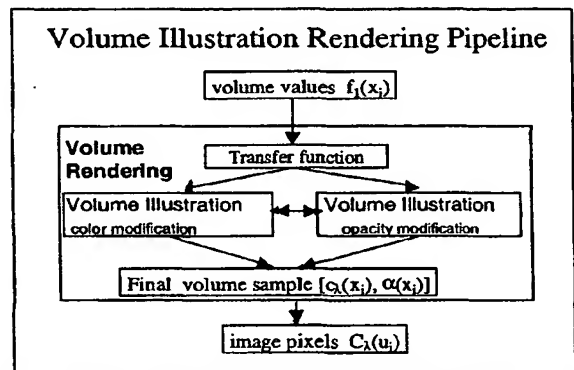 Volume Illustration Rendering Pipeline
volume values f₁(xᵢ)
Volume
Rendering
Transfer function
Volume Illustration
color modification
Volume Illustration
opacity modification
Final volume sample [cλ(xᵢ), α(xᵢ)]
image pixels Cλ(uᵢ)